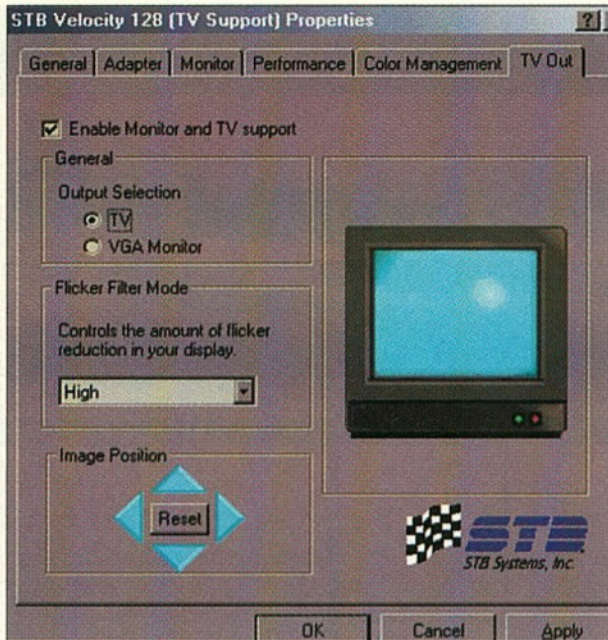 STB Velocity 128 (TV Support) Properties ?
General Adapter Monitor Performance Color Management TV Out
Enable Monitor and TV support
General
Output Selection
TV
VGA Monitor
Flicker Filter Mode
Controls the amount of flicker
reduction in your display.
High
Image Position
Reset
STB
STB Systems, Inc.
OK Cancel Apply